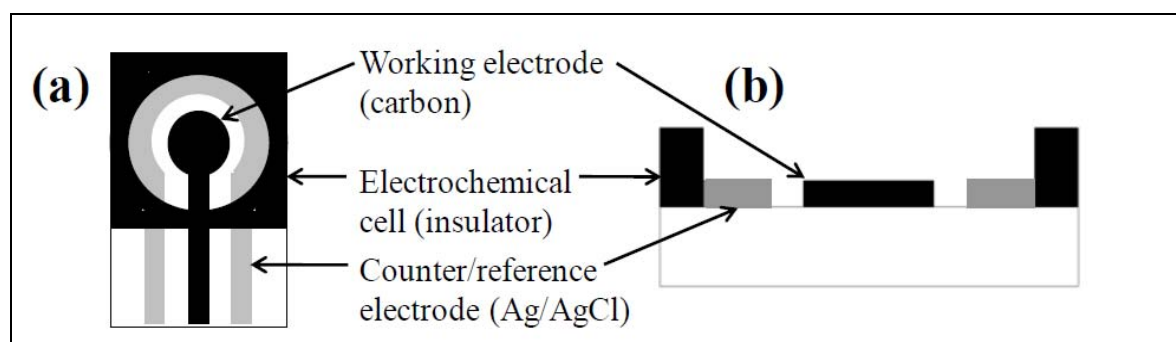 (a)
Working electrode
(carbon)
(b)
Electrochemical
cell (insulator)
Counter/reference
electrode (Ag/AgCl)